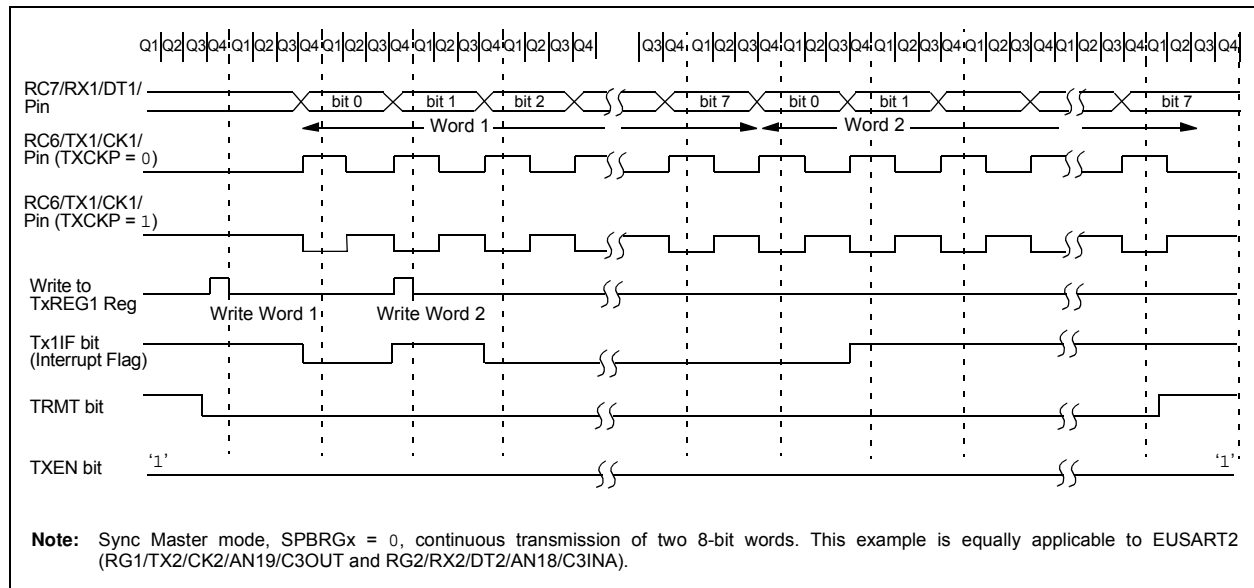 Q1 Q2 Q3 Q4 Q1 Q2 Q3 Q4 Q1 Q2 Q3 Q4 Q1 Q2 Q3 Q4 Q1 Q2 Q3 Q4 Q3 Q4 Q1 Q2 Q3 Q4 Q1 Q2 Q3 Q4 Q1 Q2 Q3 Q4 Q1 Q2 Q3 Q4 Q1 Q2 Q3 Q4 Q1 Q2 Q3 Q4
RC7/RX1/DT1/
Pin
bit 0 bit 1 bit 2 bit 7 bit 0 bit 1 bit 7
Word 1 Word 2
RC6/TX1/CK1/
Pin (TXCKP = 0)
RC6/TX1/CK1/
Pin (TXCKP = 1)
Write to
TxREG1 Reg
Write Word 1 Write Word 2
Tx1IF bit
(Interrupt Flag)
TRMT bit
TXEN bit
‘1’ ‘1’
Note: Sync Master mode, SPBRGx = 0, continuous transmission of two 8-bit words. This example is equally applicable to EUSART2
(RG1/TX2/CK2/AN19/C3OUT and RG2/RX2/DT2/AN18/C3INA).